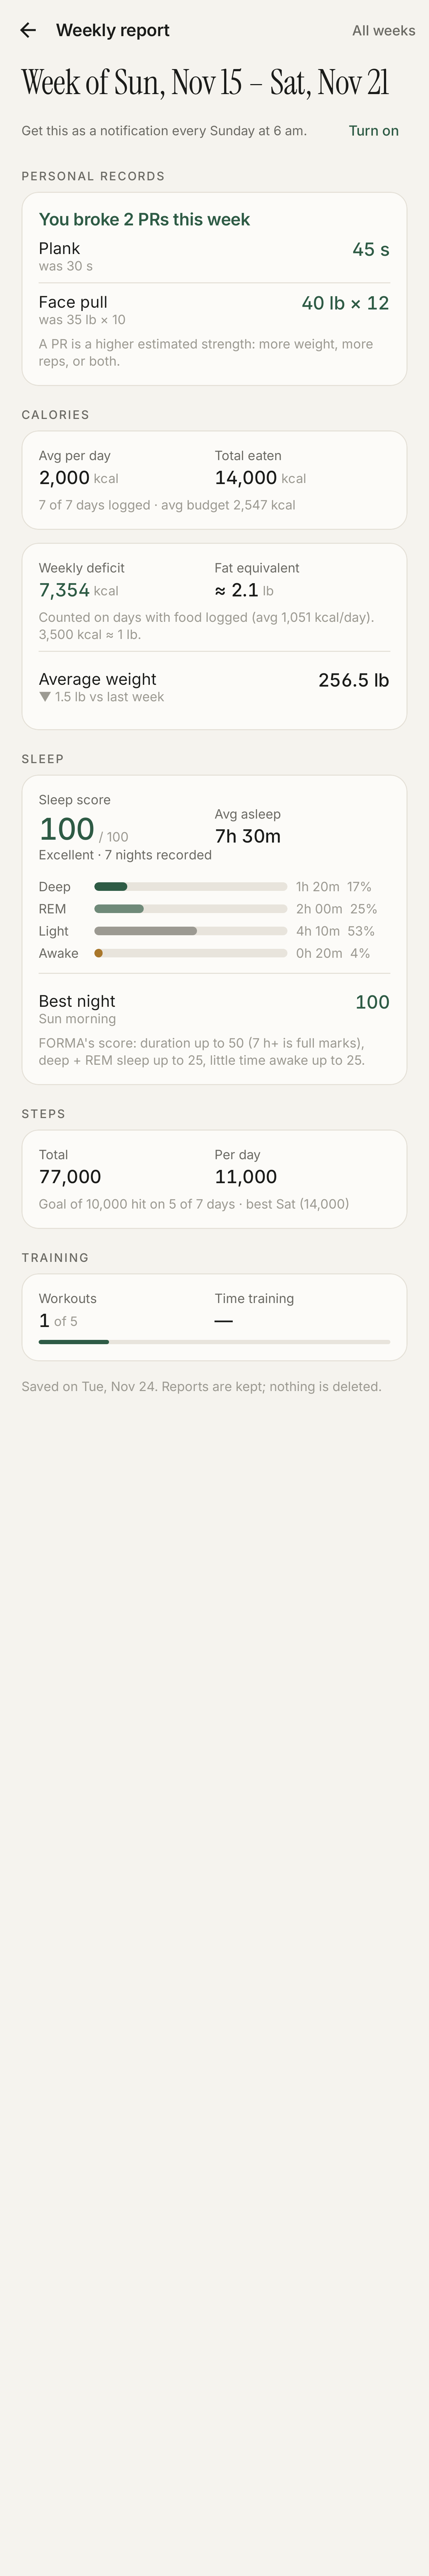 Weekly report
All weeks
Week of Sun, Nov 15 – Sat, Nov 21
Get this as a notification every Sunday at 6 am.
Turn on
PERSONAL RECORDS
You broke 2 PRs this week
Plank
45 s
was 30 s
Face pull
40 lb × 12
was 35 lb × 10
A PR is a higher estimated strength: more weight, more
reps, or both.
CALORIES
Avg per day
Total eaten
2,000 kcal
14,000 kcal
7 of 7 days logged · avg budget 2,547 kcal
Weekly deficit
Fat equivalent
7,354 kcal
≈ 2.1 lb
Counted on days with food logged (avg 1,051 kcal/day).
3,500 kcal ≈ 1 lb.
Average weight
256.5 lb
▼ 1.5 lb vs last week
SLEEP
Sleep score
Avg asleep
100 / 100
7h 30m
Excellent · 7 nights recorded
Deep 1h 20m 17%
REM 2h 00m 25%
Light 4h 10m 53%
Awake 0h 20m 4%
Best night
100
Sun morning
FORMA's score: duration up to 50 (7 h+ is full marks),
deep + REM sleep up to 25, little time awake up to 25.
STEPS
Total
Per day
77,000
11,000
Goal of 10,000 hit on 5 of 7 days · best Sat (14,000)
TRAINING
Workouts
Time training
1 of 5
—
Saved on Tue, Nov 24. Reports are kept; nothing is deleted.